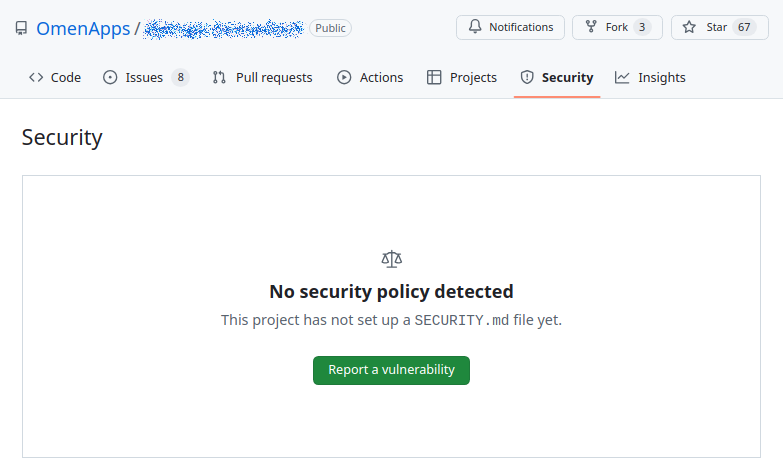 OmenApps / Public Notifications Fork 3 Star 67
Code Issues 8 Pull requests Actions Projects Security Insights
Security
No security policy detected
This project has not set up a SECURITY.md file yet.
Report a vulnerability